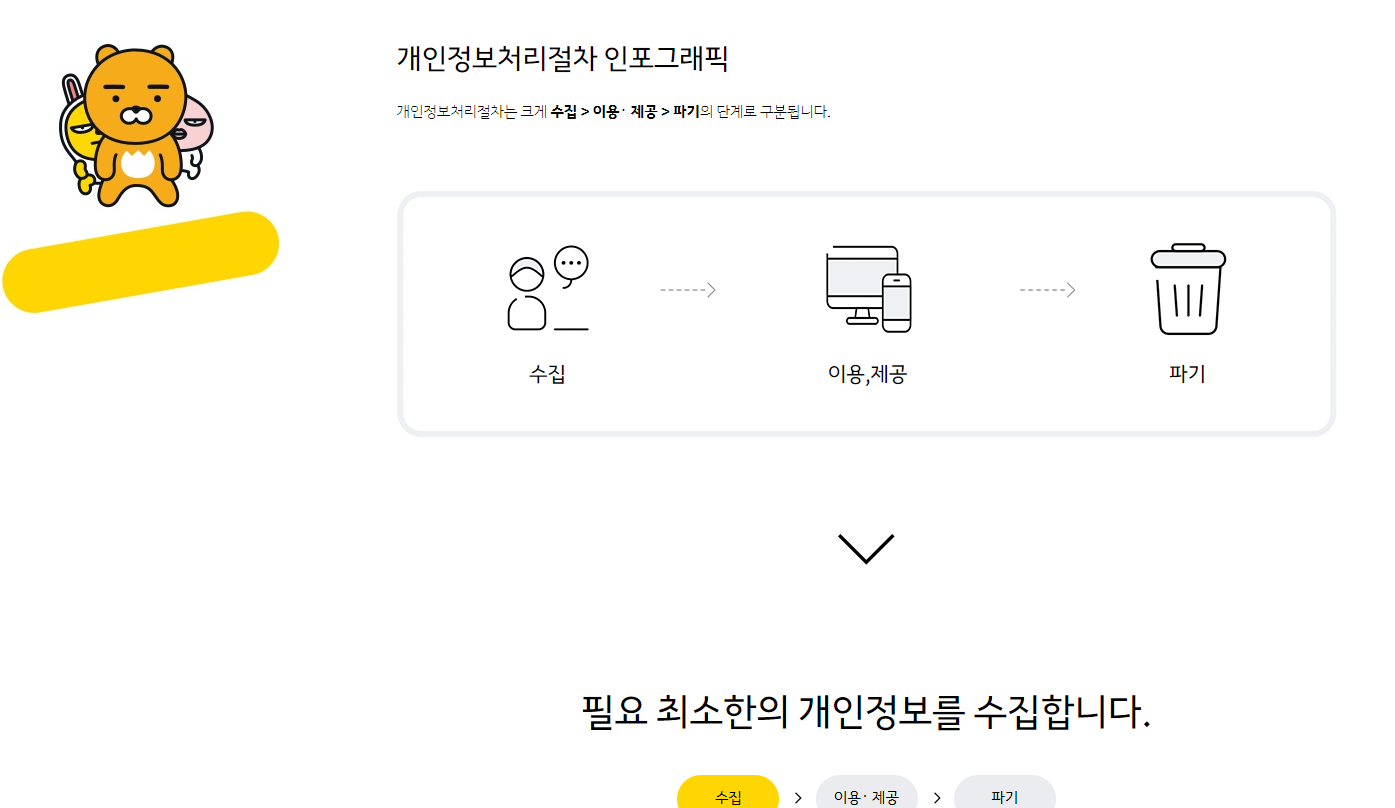 개인정보처리절차 인포그래픽
개인정보처리절차는 크게 수집 > 이용· 제공 > 파기의 단계로 구분됩니다.
수집
이용,제공
파기
필요 최소한의 개인정보를 수집합니다.
수집 > 이용· 제공 > 파기